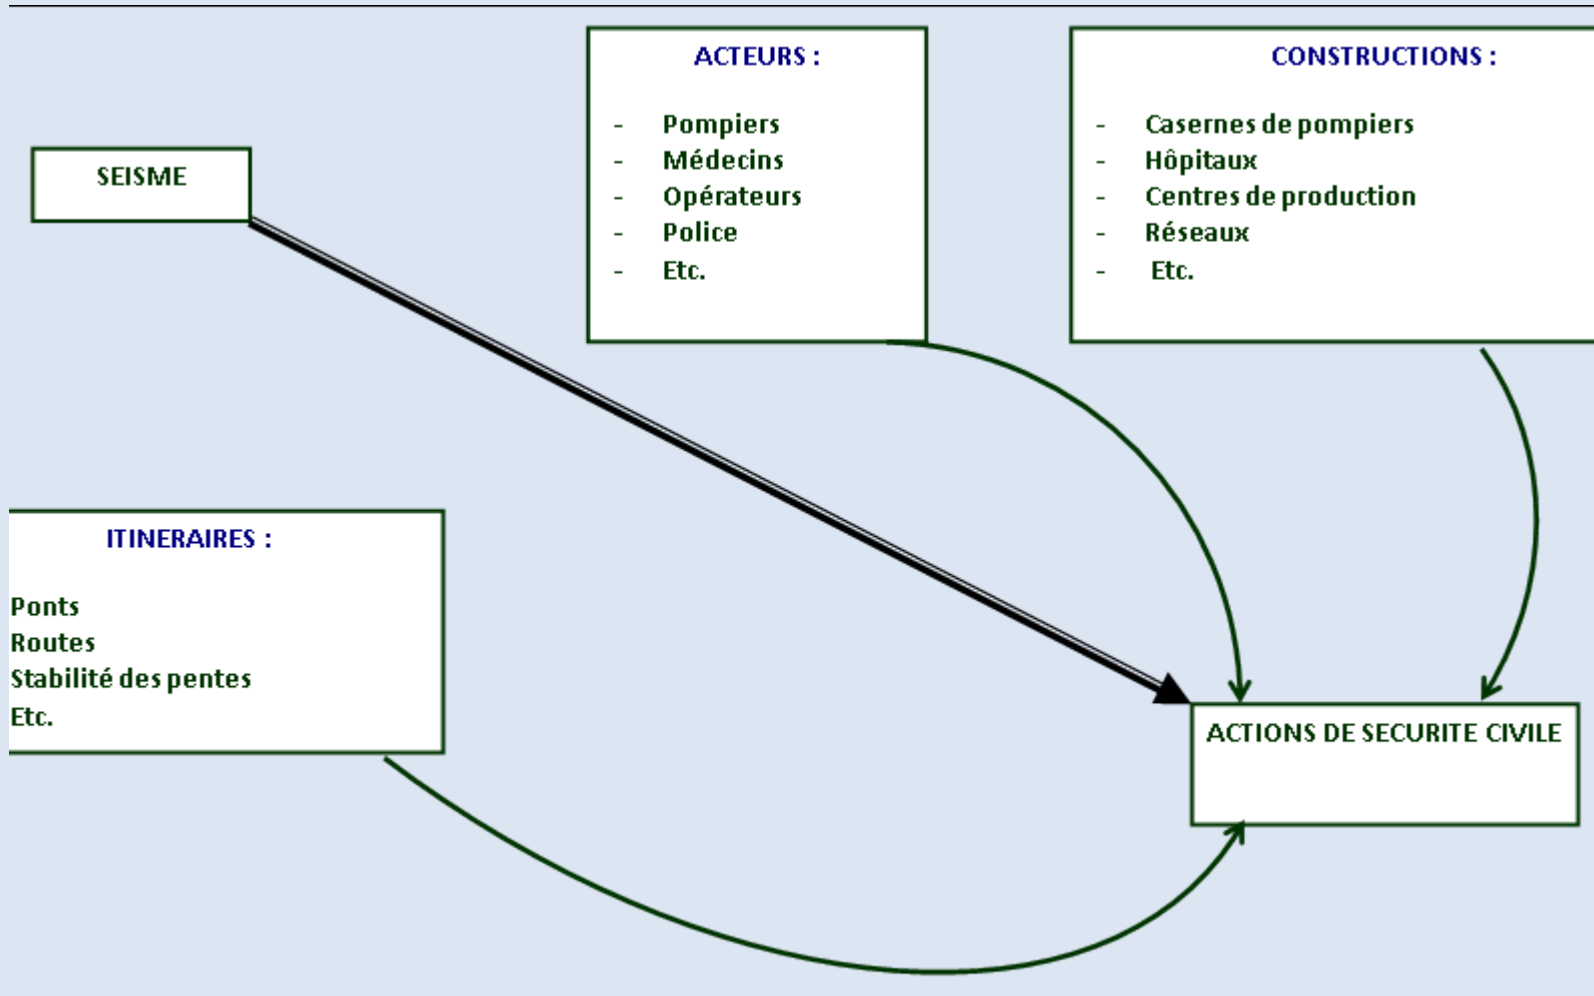 ACTEURS :
- Pompiers
- Médecins
- Opérateurs
- Police
- Etc.
CONSTRUCTIONS :
- Casernes de pompiers
- Hôpitaux
- Centres de production
- Réseaux
- Etc.
SEISME
ITINERAIRES :
Ponts
Routes
Stabilité des pentes
Etc.
ACTIONS DE SECURITE CIVILE